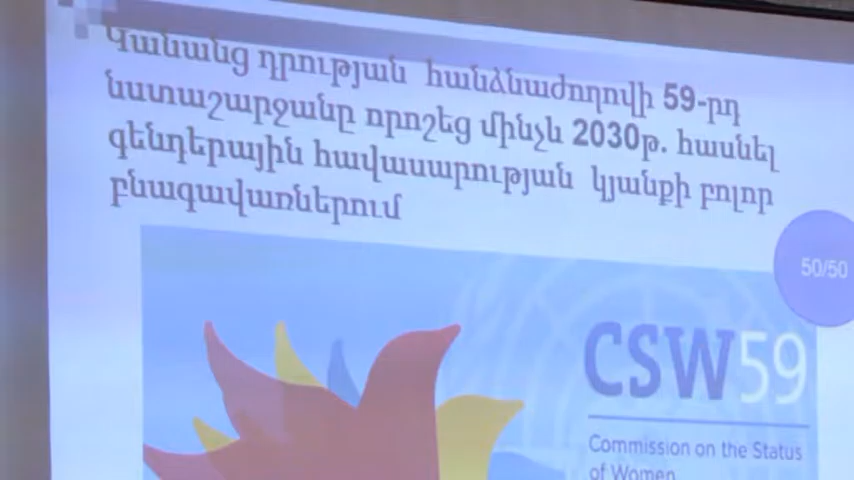 Կանանց դրության հանձնաժողովի 59-րդ
նստաշարջանը որոշեց մինչև 2030թ. հասնել
գենդերային հավասարության կյանքի բոլոր
բնագավառներում
50/50
CSW59
Commission on the Status
of Women